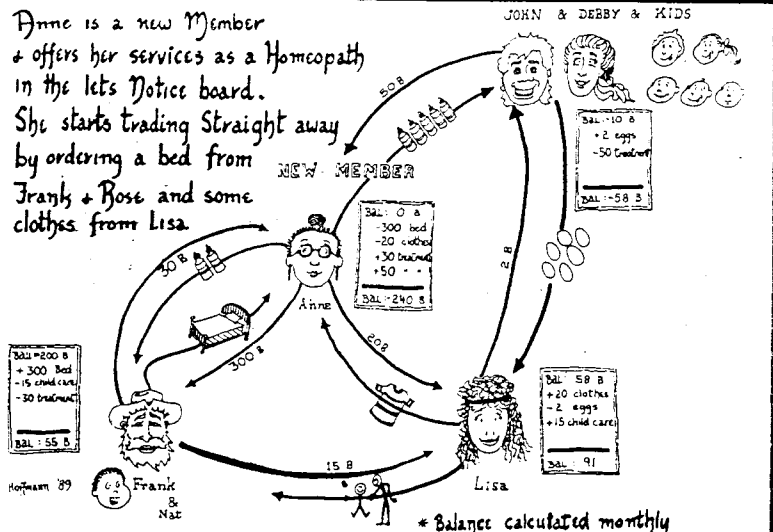 Anne is a new Member
& offers her services as a Homeopath
in the lets Notice board.
She starts trading Straight away
by ordering a bed from
Frank & Rose and some
clothes from Lisa
JOHN & DEBBY & KIDS
50 B
NEW MEMBER
BAL: -10 B
+2 eggs
-50 treatment
BAL: -58 B
BAL: 0 B
-300 bed
-20 clothes
+30 treatment
+50 " "
BAL: -240 B
2 B
30 B
Anne
300 B
20B
BAL=200 B
+ 300 Bed
-15 child care
-30 treatment
BAL: 55 B
BAL: 58 B
+20 clothes
-2 eggs
+15 child care
BAL: 91
15 B
Lisa
Hoffmann '89
Frank
&
Nat
* Balance calculated monthly